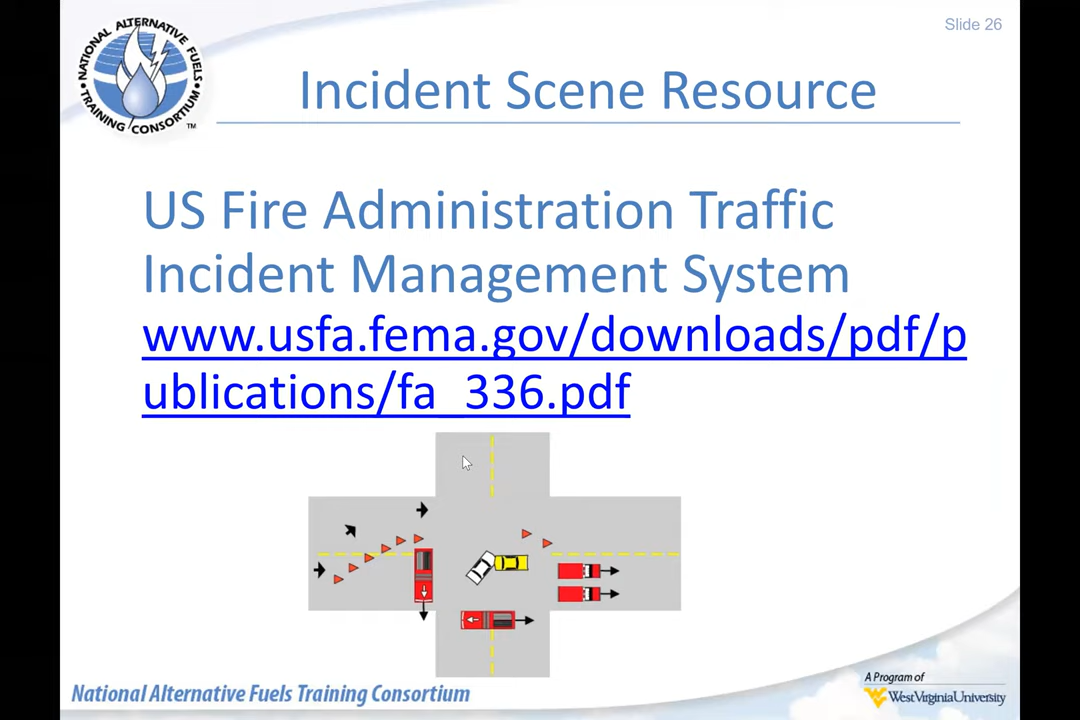 Slide 26
NATIONAL ALTERNATIVE FUELS
TRAINING CONSORTIUM
TM
Incident Scene Resource
US Fire Administration Traffic
Incident Management System
www.usfa.fema.gov/downloads/pdf/p
ublications/fa_336.pdf
National Alternative Fuels Training Consortium
A Program of
WestVirginiaUniversity